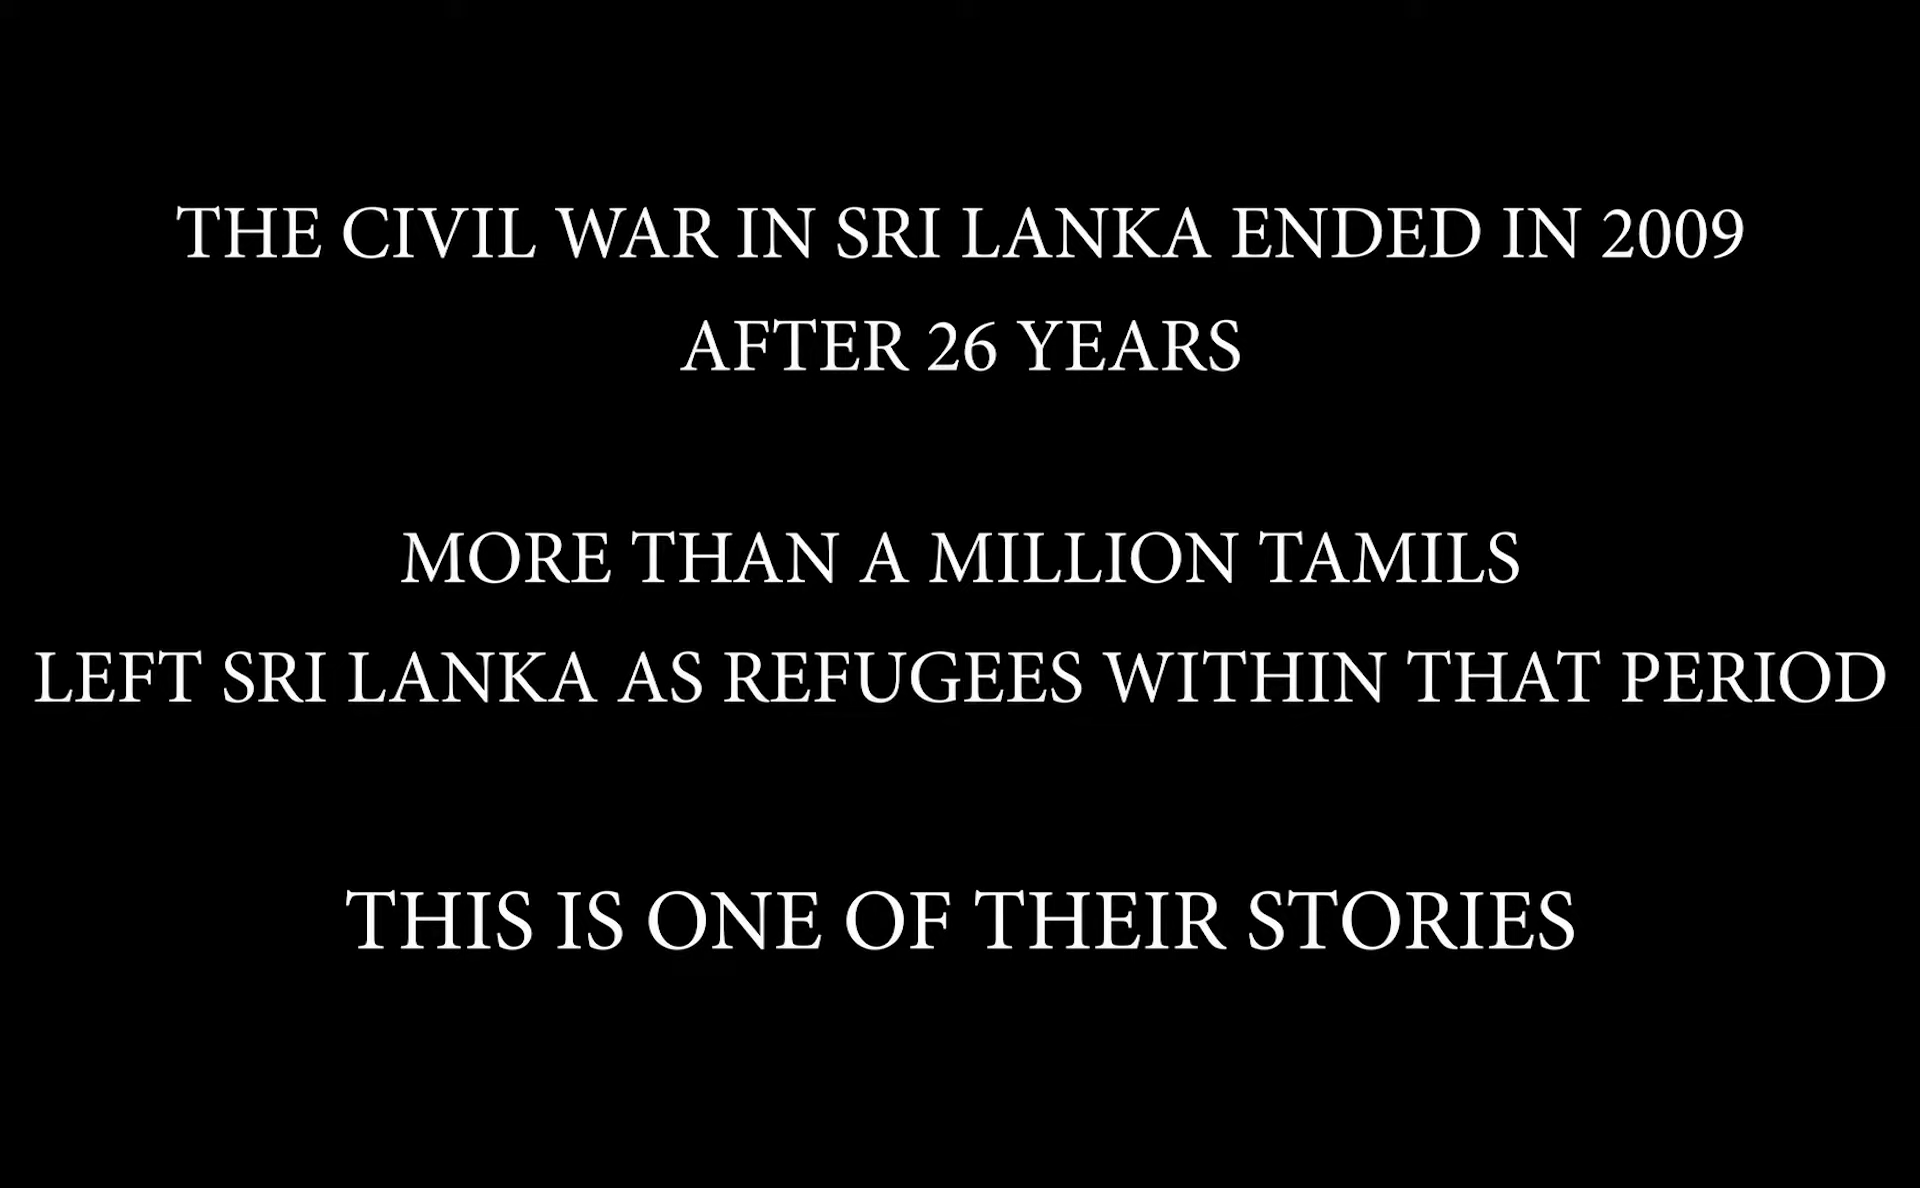 THE CIVIL WAR IN SRI LANKA ENDED IN 2009
AFTER 26 YEARS
MORE THAN A MILLION TAMILS
LEFT SRI LANKA AS REFUGEES WITHIN THAT PERIOD
THIS IS ONE OF THEIR STORIES